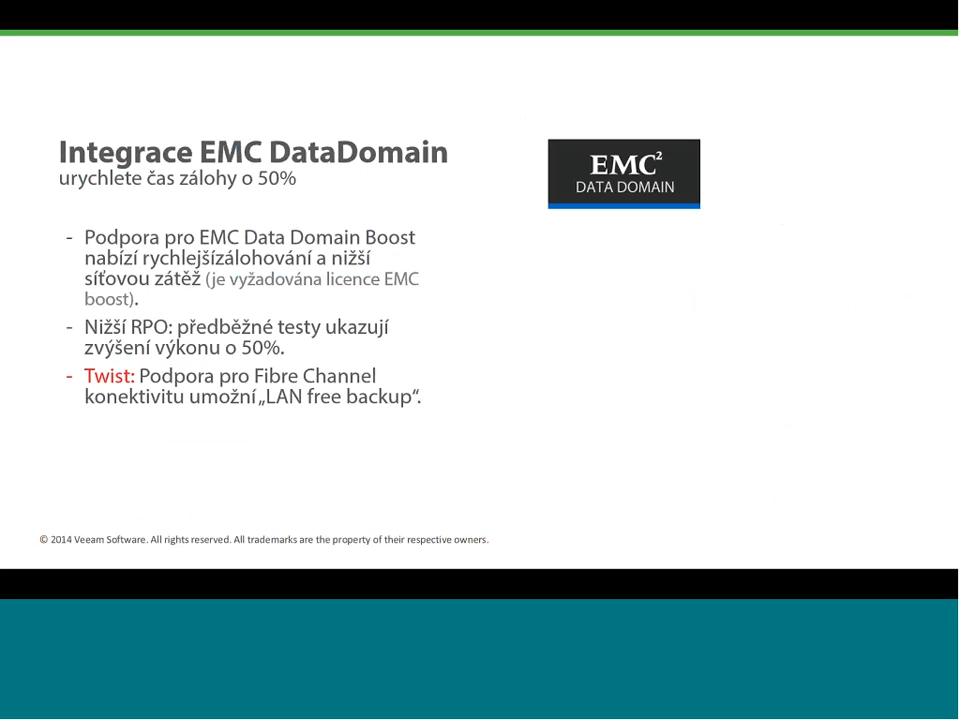 Integrace EMC DataDomain
urychlete čas zálohy o 50%
EMC²
DATA DOMAIN
- Podpora pro EMC Data Domain Boost
nabízí rychlejšízálohování a nižší
síťovou zátěž (je vyžadována licence EMC
boost).
- Nižší RPO: předběžné testy ukazují
zvýšení výkonu o 50%.
- Twist: Podpora pro Fibre Channel
konektivitu umožní „LAN free backup“.
© 2014 Veeam Software. All rights reserved. All trademarks are the property of their respective owners.